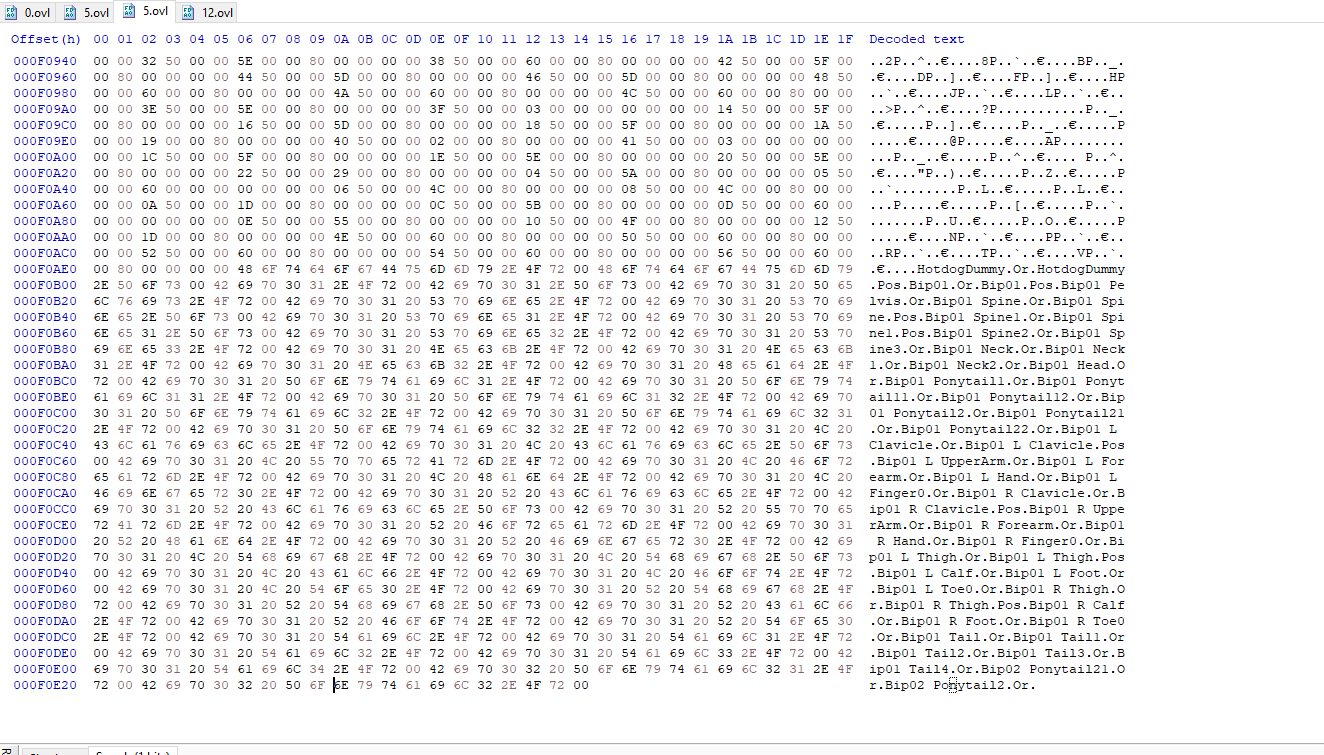 0.ovl 5.ovl 5.ovl 12.ovl
Offset(h) 00 01 02 03 04 05 06 07 08 09 0A 0B 0C 0D 0E 0F 10 11 12 13 14 15 16 17 18 19 1A 1B 1C 1D 1E 1F Decoded text
000F0940 00 00 32 50 00 00 5E 00 00 80 00 00 00 00 38 50 00 00 60 00 00 80 00 00 00 00 42 50 00 00 5F 00 ..2P..^..€....8P..`..€....BP.._.
000F0960 00 80 00 00 00 00 44 50 00 00 5D 00 00 80 00 00 00 00 46 50 00 00 5D 00 00 80 00 00 00 00 48 50 .€....DP..]..€....FP..]..€....HP
000F0980 00 00 60 00 00 80 00 00 00 00 4A 50 00 00 60 00 00 80 00 00 00 00 4C 50 00 00 60 00 00 80 00 00 ..`..€....JP..`..€....LP..`..€..
000F09A0 00 00 3E 50 00 00 5E 00 00 80 00 00 00 00 3F 50 00 00 03 00 00 00 00 00 00 00 14 50 00 00 5F 00 ..>P..^..€....?P...........P.._.
000F09C0 00 80 00 00 00 00 16 50 00 00 5D 00 00 80 00 00 00 00 18 50 00 00 5F 00 00 80 00 00 00 00 1A 50 .€.....P..]..€.....P.._..€.....P
000F09E0 00 00 19 00 00 80 00 00 00 00 40 50 00 00 02 00 00 80 00 00 00 00 41 50 00 00 03 00 00 80 00 00 .....€....@P.....€....AP.....€..
000F0A00 00 00 1C 50 00 00 5F 00 00 80 00 00 00 00 1E 50 00 00 5E 00 00 80 00 00 00 00 20 50 00 00 5E 00 ...P.._..€.....P..^..€.... P..^.
000F0A20 00 80 00 00 00 00 22 50 00 00 29 00 00 80 00 00 00 00 04 50 00 00 5A 00 00 80 00 00 00 00 05 50 .€...."P..)..€.....P..Z..€.....P
000F0A40 00 00 60 00 00 00 00 00 00 00 06 50 00 00 4C 00 00 80 00 00 00 00 08 50 00 00 4C 00 00 80 00 00 ..`........P..L..€.....P..L..€..
000F0A60 00 00 0A 50 00 00 1D 00 00 80 00 00 00 00 0C 50 00 00 5B 00 00 80 00 00 00 00 0D 50 00 00 60 00 ...P.....€.....P..[..€.....P..`.
000F0A80 00 00 00 00 00 00 0E 50 00 00 55 00 00 80 00 00 00 00 10 50 00 00 4F 00 00 80 00 00 00 00 12 50 .......P..U..€.....P..O..€.....P
000F0AA0 00 00 1D 00 00 80 00 00 00 00 4E 50 00 00 60 00 00 80 00 00 00 00 50 50 00 00 60 00 00 80 00 00 .....€....NP..`..€....PP..`..€..
000F0AC0 00 00 52 50 00 00 60 00 00 80 00 00 00 00 54 50 00 00 60 00 00 80 00 00 00 00 56 50 00 00 60 00 ..RP..`..€....TP..`..€....VP..`.
000F0AE0 00 80 00 00 00 00 48 6F 74 64 6F 67 44 75 6D 6D 79 2E 4F 72 00 48 6F 74 64 6F 67 44 75 6D 6D 79 .€....HotdogDummy.Or.HotdogDummy
000F0B00 2E 50 6F 73 00 42 69 70 30 31 2E 4F 72 00 42 69 70 30 31 2E 50 6F 73 00 42 69 70 30 31 20 50 65 .Pos.Bip01.Or.Bip01.Pos.Bip01 Pe
000F0B20 6C 76 69 73 2E 4F 72 00 42 69 70 30 31 20 53 70 69 6E 65 2E 4F 72 00 42 69 70 30 31 20 53 70 69 lvis.Or.Bip01 Spine.Or.Bip01 Spi
000F0B40 6E 65 2E 50 6F 73 00 42 69 70 30 31 20 53 70 69 6E 65 31 2E 4F 72 00 42 69 70 30 31 20 53 70 69 ne.Pos.Bip01 Spine1.Or.Bip01 Spi
000F0B60 6E 65 31 2E 50 6F 73 00 42 69 70 30 31 20 53 70 69 6E 65 32 2E 4F 72 00 42 69 70 30 31 20 53 70 ne1.Pos.Bip01 Spine2.Or.Bip01 Sp
000F0B80 69 6E 65 33 2E 4F 72 00 42 69 70 30 31 20 4E 65 63 6B 2E 4F 72 00 42 69 70 30 31 20 4E 65 63 6B ine3.Or.Bip01 Neck.Or.Bip01 Neck
000F0BA0 31 2E 4F 72 00 42 69 70 30 31 20 4E 65 63 6B 32 2E 4F 72 00 42 69 70 30 31 20 48 65 61 64 2E 4F 1.Or.Bip01 Neck2.Or.Bip01 Head.O
000F0BC0 72 00 42 69 70 30 31 20 50 6F 6E 79 74 61 69 6C 31 2E 4F 72 00 42 69 70 30 31 20 50 6F 6E 79 74 r.Bip01 Ponytail1.Or.Bip01 Ponyt
000F0BE0 61 69 6C 31 31 2E 4F 72 00 42 69 70 30 31 20 50 6F 6E 79 74 61 69 6C 31 32 2E 4F 72 00 42 69 70 ail11.Or.Bip01 Ponytail12.Or.Bip
000F0C00 30 31 20 50 6F 6E 79 74 61 69 6C 32 2E 4F 72 00 42 69 70 30 31 20 50 6F 6E 79 74 61 69 6C 32 31 01 Ponytail2.Or.Bip01 Ponytail21
000F0C20 2E 4F 72 00 42 69 70 30 31 20 50 6F 6E 79 74 61 69 6C 32 32 2E 4F 72 00 42 69 70 30 31 20 4C 20 .Or.Bip01 Ponytail22.Or.Bip01 L 
000F0C40 43 6C 61 76 69 63 6C 65 2E 4F 72 00 42 69 70 30 31 20 4C 20 43 6C 61 76 69 63 6C 65 2E 50 6F 73 Clavicle.Or.Bip01 L Clavicle.Pos
000F0C60 00 42 69 70 30 31 20 4C 20 55 70 70 65 72 41 72 6D 2E 4F 72 00 42 69 70 30 31 20 4C 20 46 6F 72 .Bip01 L UpperArm.Or.Bip01 L For
000F0C80 65 61 72 6D 2E 4F 72 00 42 69 70 30 31 20 4C 20 48 61 6E 64 2E 4F 72 00 42 69 70 30 31 20 4C 20 earm.Or.Bip01 L Hand.Or.Bip01 L 
000F0CA0 46 69 6E 67 65 72 30 2E 4F 72 00 42 69 70 30 31 20 52 20 43 6C 61 76 69 63 6C 65 2E 4F 72 00 42 Finger0.Or.Bip01 R Clavicle.Or.B
000F0CC0 69 70 30 31 20 52 20 43 6C 61 76 69 63 6C 65 2E 50 6F 73 00 42 69 70 30 31 20 52 20 55 70 70 65 ip01 R Clavicle.Pos.Bip01 R Uppe
000F0CE0 72 41 72 6D 2E 4F 72 00 42 69 70 30 31 20 52 20 46 6F 72 65 61 72 6D 2E 4F 72 00 42 69 70 30 31 rArm.Or.Bip01 R Forearm.Or.Bip01
000F0D00 20 52 20 48 61 6E 64 2E 4F 72 00 42 69 70 30 31 20 52 20 46 69 6E 67 65 72 30 2E 4F 72 00 42 69  R Hand.Or.Bip01 R Finger0.Or.Bi
000F0D20 70 30 31 20 4C 20 54 68 69 67 68 2E 4F 72 00 42 69 70 30 31 20 4C 20 54 68 69 67 68 2E 50 6F 73 p01 L Thigh.Or.Bip01 L Thigh.Pos
000F0D40 00 42 69 70 30 31 20 4C 20 43 61 6C 66 2E 4F 72 00 42 69 70 30 31 20 4C 20 46 6F 6F 74 2E 4F 72 .Bip01 L Calf.Or.Bip01 L Foot.Or
000F0D60 00 42 69 70 30 31 20 4C 20 54 6F 65 30 2E 4F 72 00 42 69 70 30 31 20 52 20 54 68 69 67 68 2E 4F .Bip01 L Toe0.Or.Bip01 R Thigh.O
000F0D80 72 00 42 69 70 30 31 20 52 20 54 68 69 67 68 2E 50 6F 73 00 42 69 70 30 31 20 52 20 43 61 6C 66 r.Bip01 R Thigh.Pos.Bip01 R Calf
000F0DA0 2E 4F 72 00 42 69 70 30 31 20 52 20 46 6F 6F 74 2E 4F 72 00 42 69 70 30 31 20 52 20 54 6F 65 30 .Or.Bip01 R Foot.Or.Bip01 R Toe0
000F0DC0 2E 4F 72 00 42 69 70 30 31 20 54 61 69 6C 2E 4F 72 00 42 69 70 30 31 20 54 61 69 6C 31 2E 4F 72 .Or.Bip01 Tail.Or.Bip01 Tail1.Or
000F0DE0 00 42 69 70 30 31 20 54 61 69 6C 32 2E 4F 72 00 42 69 70 30 31 20 54 61 69 6C 33 2E 4F 72 00 42 .Bip01 Tail2.Or.Bip01 Tail3.Or.B
000F0E00 69 70 30 31 20 54 61 69 6C 34 2E 4F 72 00 42 69 70 30 32 20 50 6F 6E 79 74 61 69 6C 32 31 2E 4F ip01 Tail4.Or.Bip02 Ponytail21.O
000F0E20 72 00 42 69 70 30 32 20 50 6F 6E 79 74 61 69 6C 32 2E 4F 72 00 r.Bip02 Ponytail2.Or.